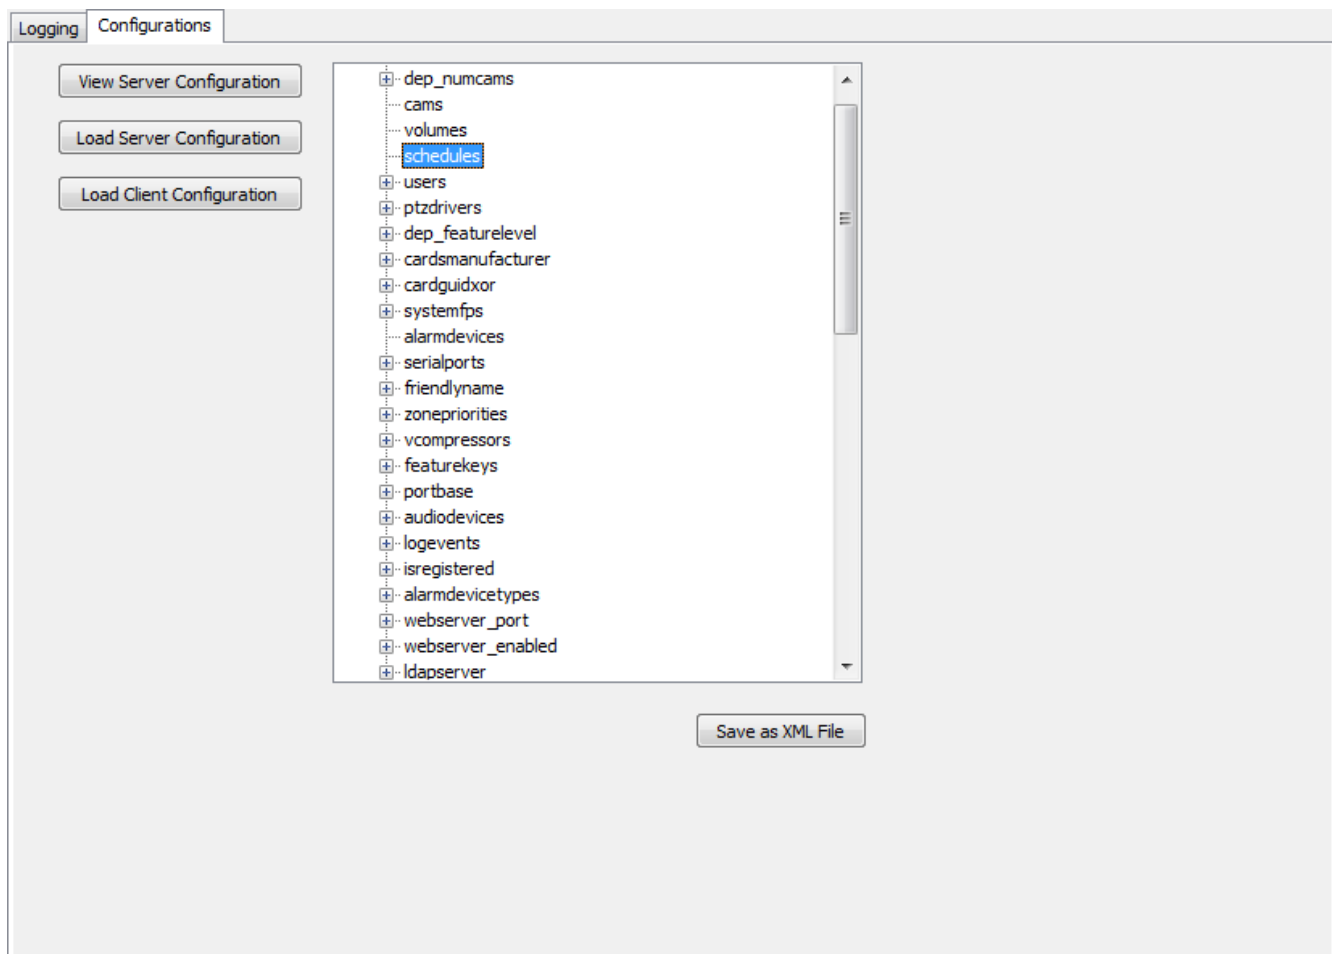 Logging
Configurations
View Server Configuration
Load Server Configuration
Load Client Configuration
dep_numcams
cams
volumes
schedules
users
ptzdrivers
dep_featurelevel
cardsmanufacturer
cardguidxor
systemfps
alarmdevices
serialports
friendlyname
zonepriorities
vcompressors
featurekeys
portbase
audiodevices
logevents
isregistered
alarmdevicetypes
webserver_port
webserver_enabled
ldapserver
Save as XML File